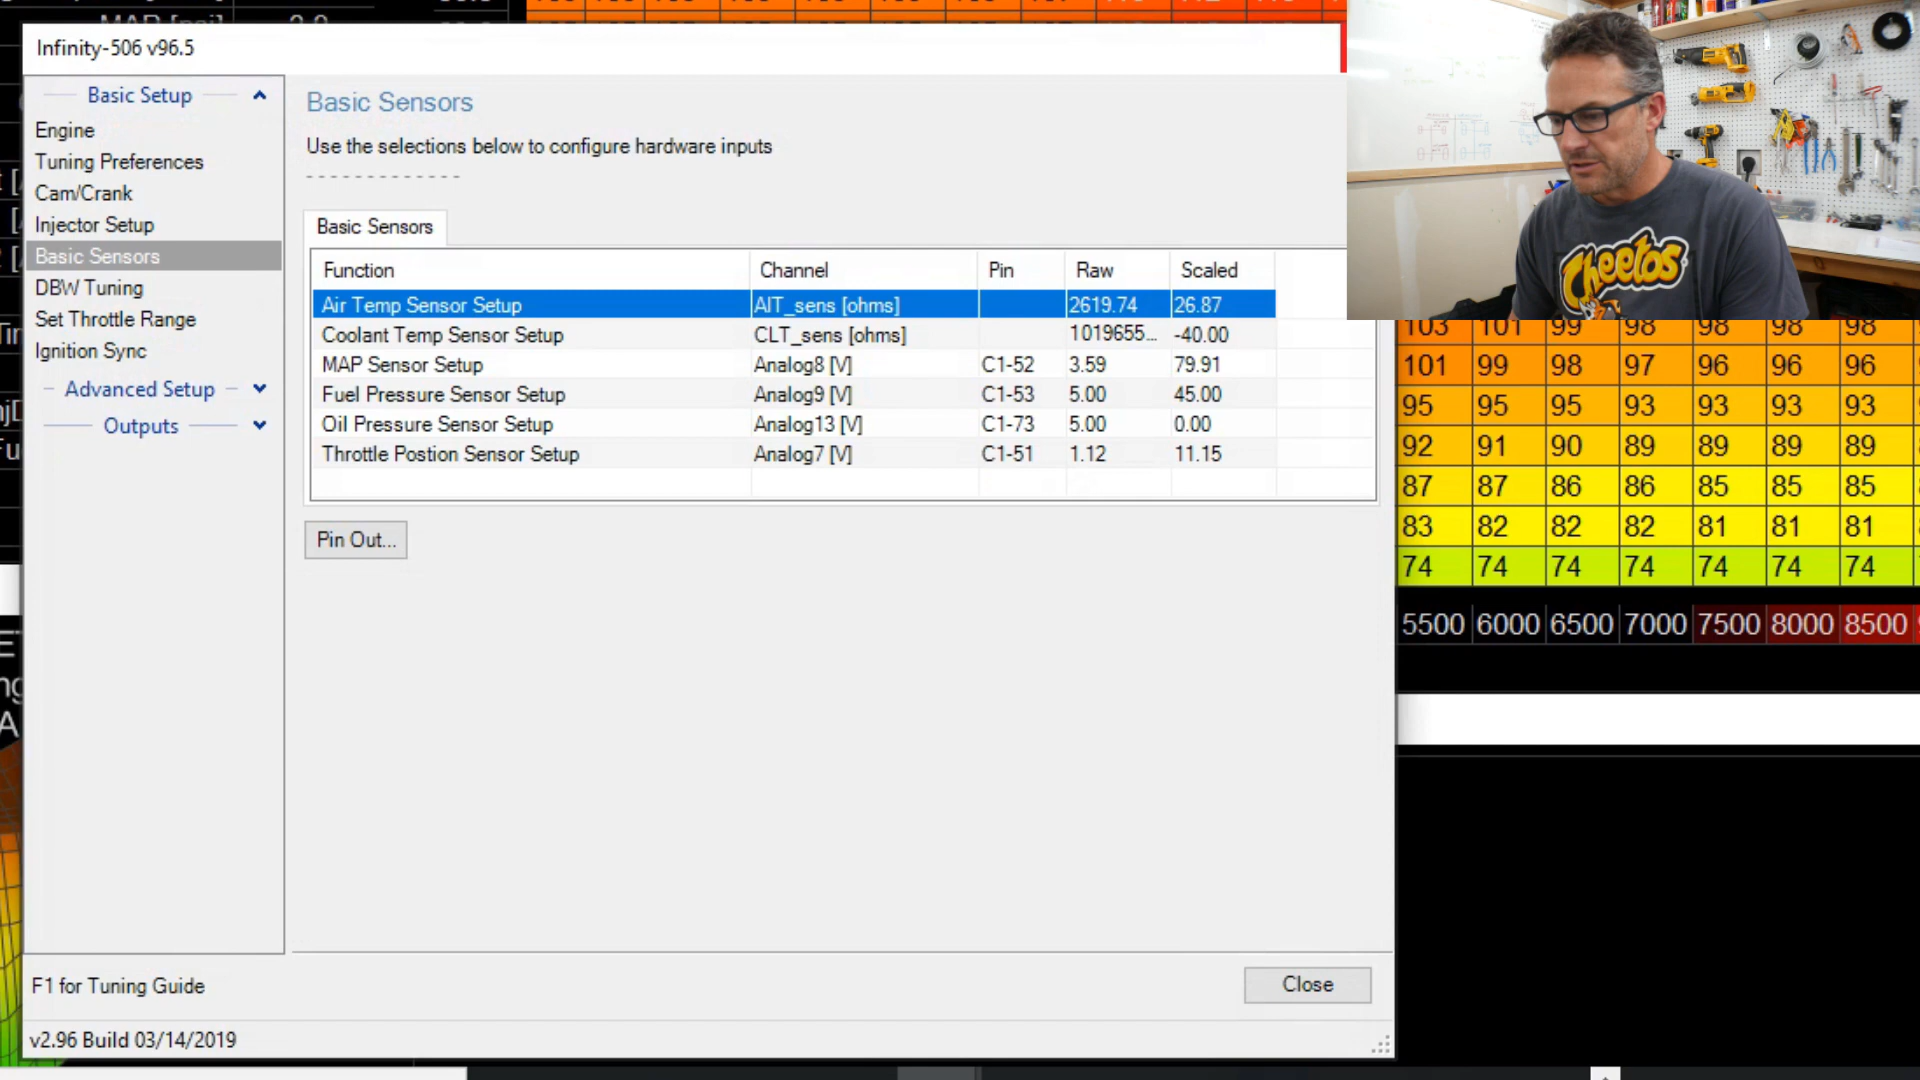 Infinity-506 v96.5
Basic Setup
Engine
Tuning Preferences
Cam/Crank
Injector Setup
Basic Sensors
DBW Tuning
Set Throttle Range
Ignition Sync
Advanced Setup
Outputs
Basic Sensors
Use the selections below to configure hardware inputs
- - - - - - - - - - - - -
Basic Sensors
Function Channel Pin Raw Scaled
Air Temp Sensor Setup AIT_sens [ohms] 2619.74 26.87
Coolant Temp Sensor Setup CLT_sens [ohms] 1019655... -40.00
MAP Sensor Setup Analog8 [V] C1-52 3.59 79.91
Fuel Pressure Sensor Setup Analog9 [V] C1-53 5.00 45.00
Oil Pressure Sensor Setup Analog13 [V] C1-73 5.00 0.00
Throttle Postion Sensor Setup Analog7 [V] C1-51 1.12 11.15
Pin Out...
F1 for Tuning Guide
Close
v2.96 Build 03/14/2019
Cheetos
103 101 99 98 98 98 98
101 99 98 97 96 96 96
95 95 95 93 93 93 93
92 91 90 89 89 89 89
87 87 86 86 85 85 85
83 82 82 82 81 81 81
74 74 74 74 74 74 74
5500 6000 6500 7000 7500 8000 8500